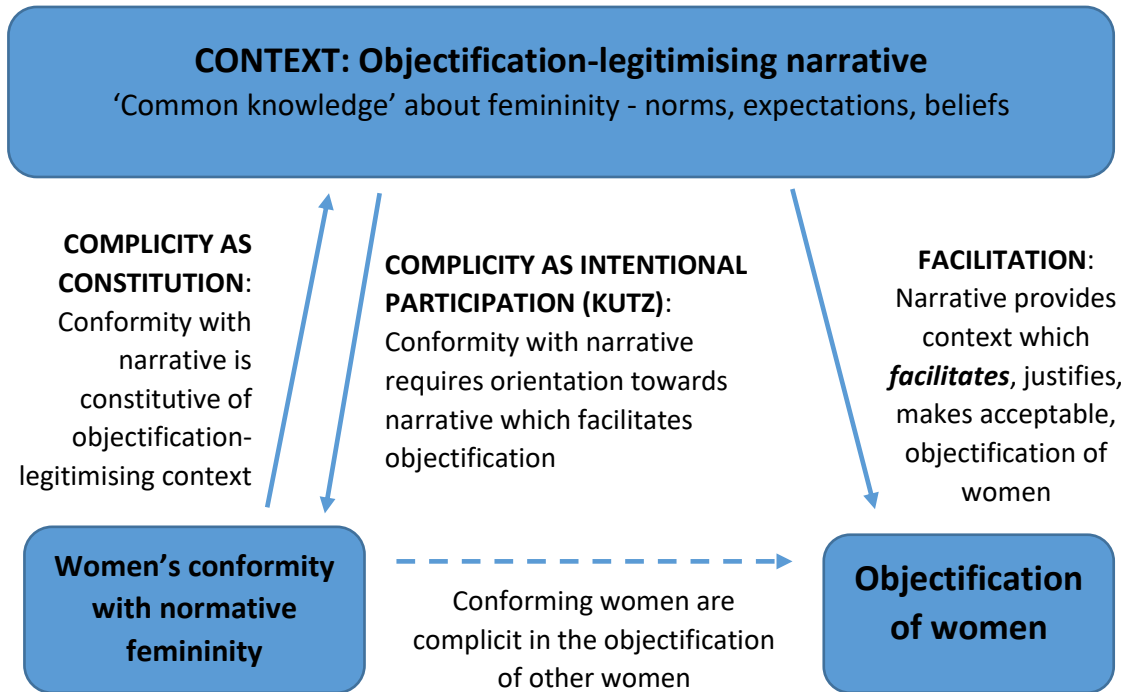 CONTEXT: Objectification-legitimising narrative
‘Common knowledge’ about femininity - norms, expectations, beliefs
COMPLICITY AS
CONSTITUTION:
Conformity with
narrative is
constitutive of
objectification-
legitimising context
COMPLICITY AS INTENTIONAL
PARTICIPATION (KUTZ):
Conformity with narrative
requires orientation towards
narrative which facilitates
objectification
FACILITATION:
Narrative provides
context which
facilitates, justifies,
makes acceptable,
objectification of
women
Women’s conformity
with normative
femininity
Conforming women are
complicit in the objectification
of other women
Objectification
of women